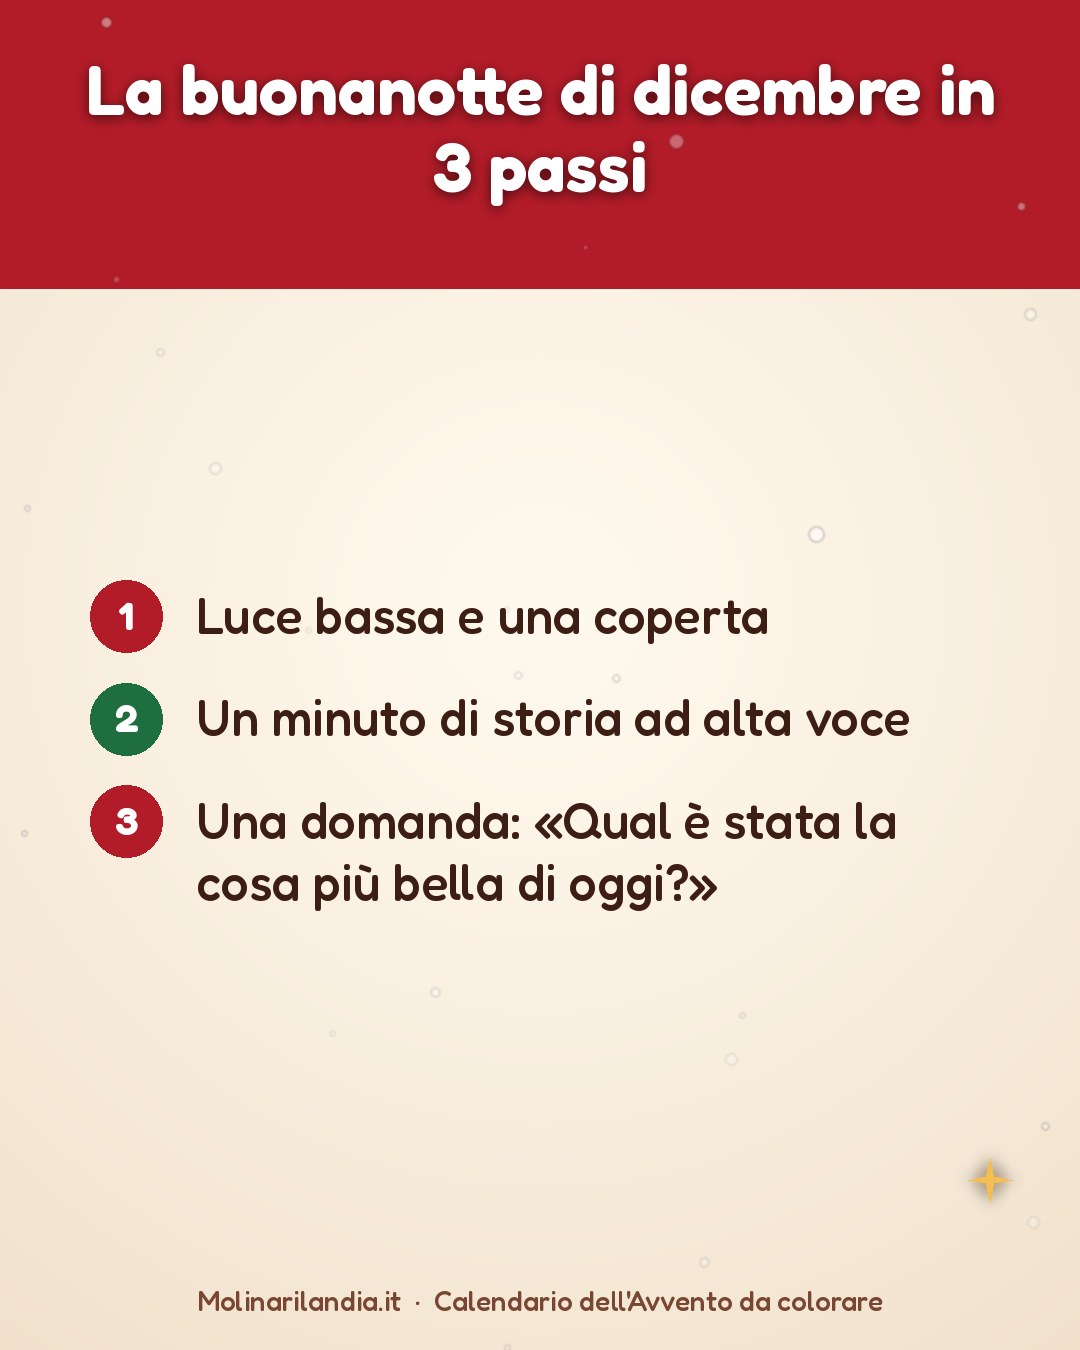 La buonanotte di dicembre in
3 passi
1 Luce bassa e una coperta
2 Un minuto di storia ad alta voce
3 Una domanda: «Qual è stata la
cosa più bella di oggi?»
Molinarilandia.it · Calendario dell'Avvento da colorare